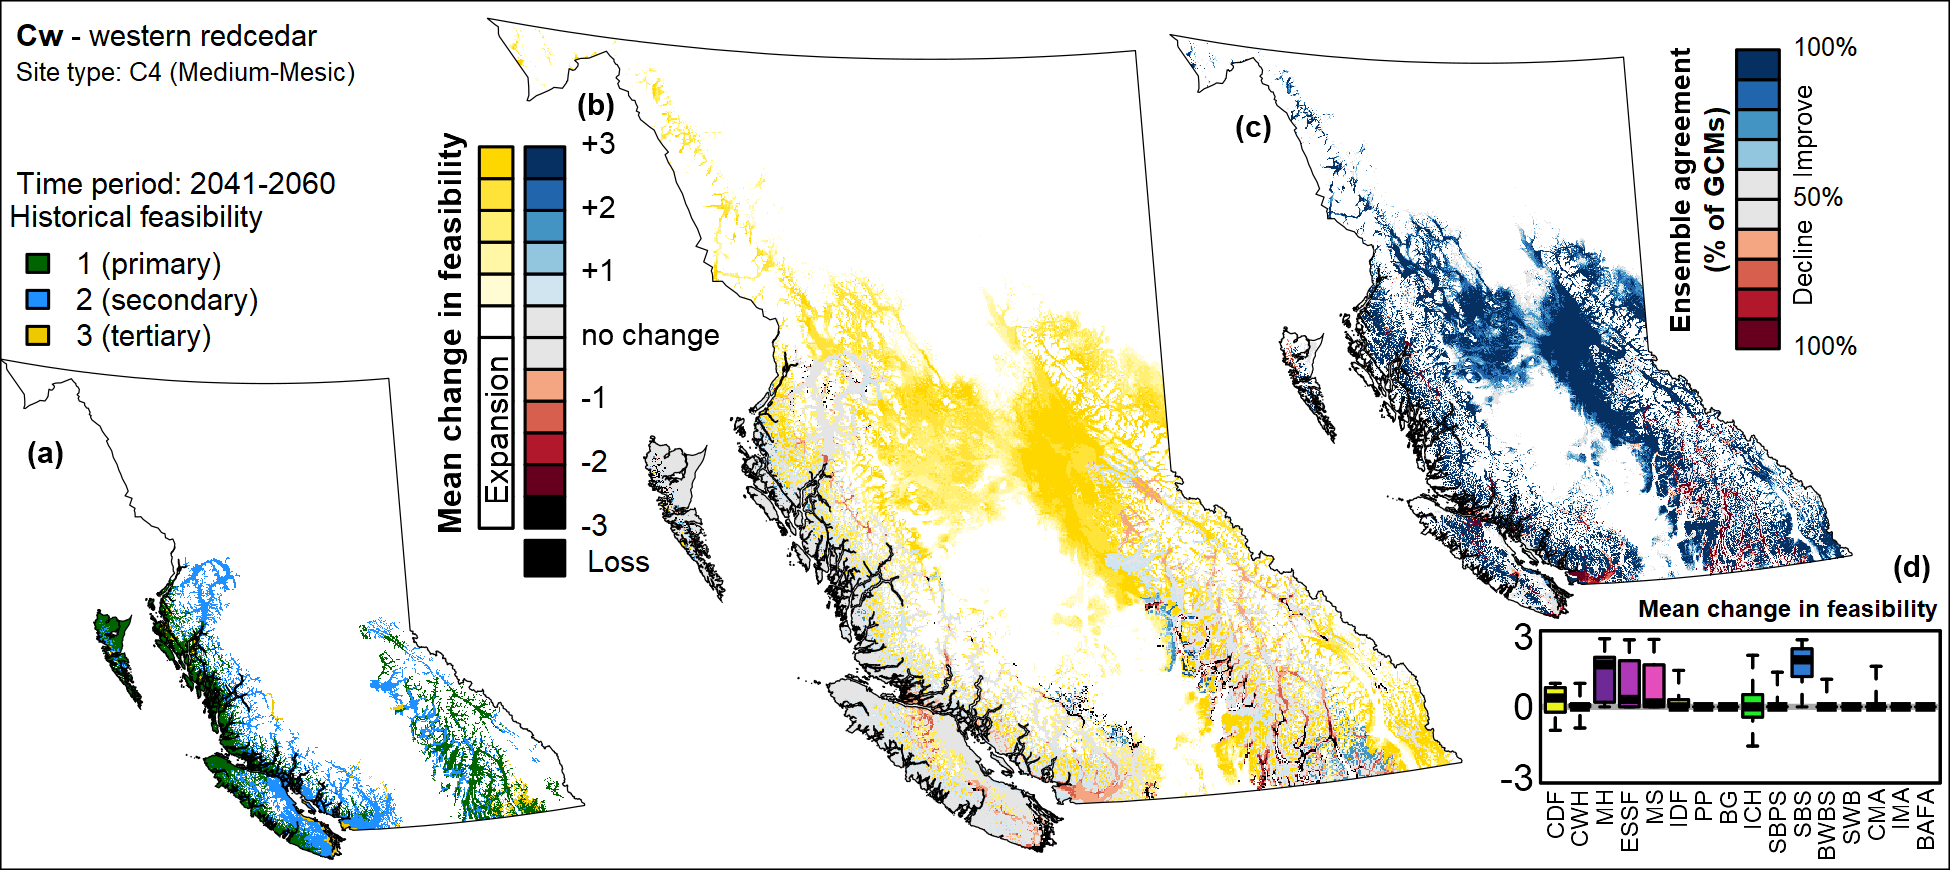 Cw - western redcedar
Site type: C4 (Medium-Mesic)
Time period: 2041-2060
Historical feasibility
1 (primary)
2 (secondary)
3 (tertiary)
(a)
(b)
Mean change in feasibility
Expansion
+3
+2
+1
no change
-1
-2
-3
Loss
(c)
Ensemble agreement
(% of GCMs)
100%
Improve
50%
Decline
100%
(d)
Mean change in feasibility
3
0
-3
CDF
CWH
MH
ESSF
MS
IDF
PP
BG
ICH
SBPS
SBS
BWBS
SWB
CMA
IMA
BAFA